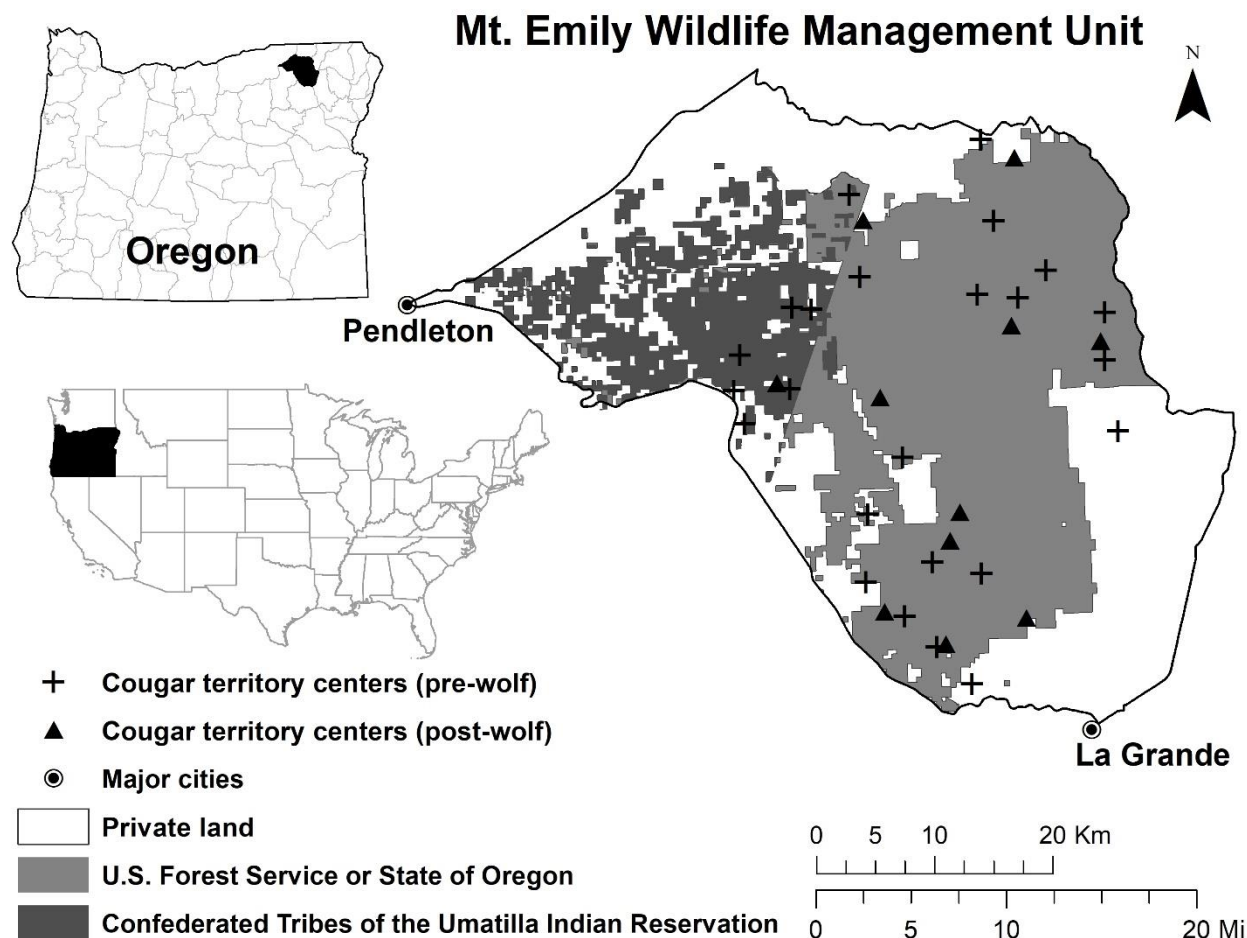 Mt. Emily Wildlife Management Unit
N
Oregon
Pendleton
La Grande
Cougar territory centers (pre-wolf)
Cougar territory centers (post-wolf)
Major cities
Private land
U.S. Forest Service or State of Oregon
Confederated Tribes of the Umatilla Indian Reservation
0 5 10 20 Km
0 5 10 20 Mi